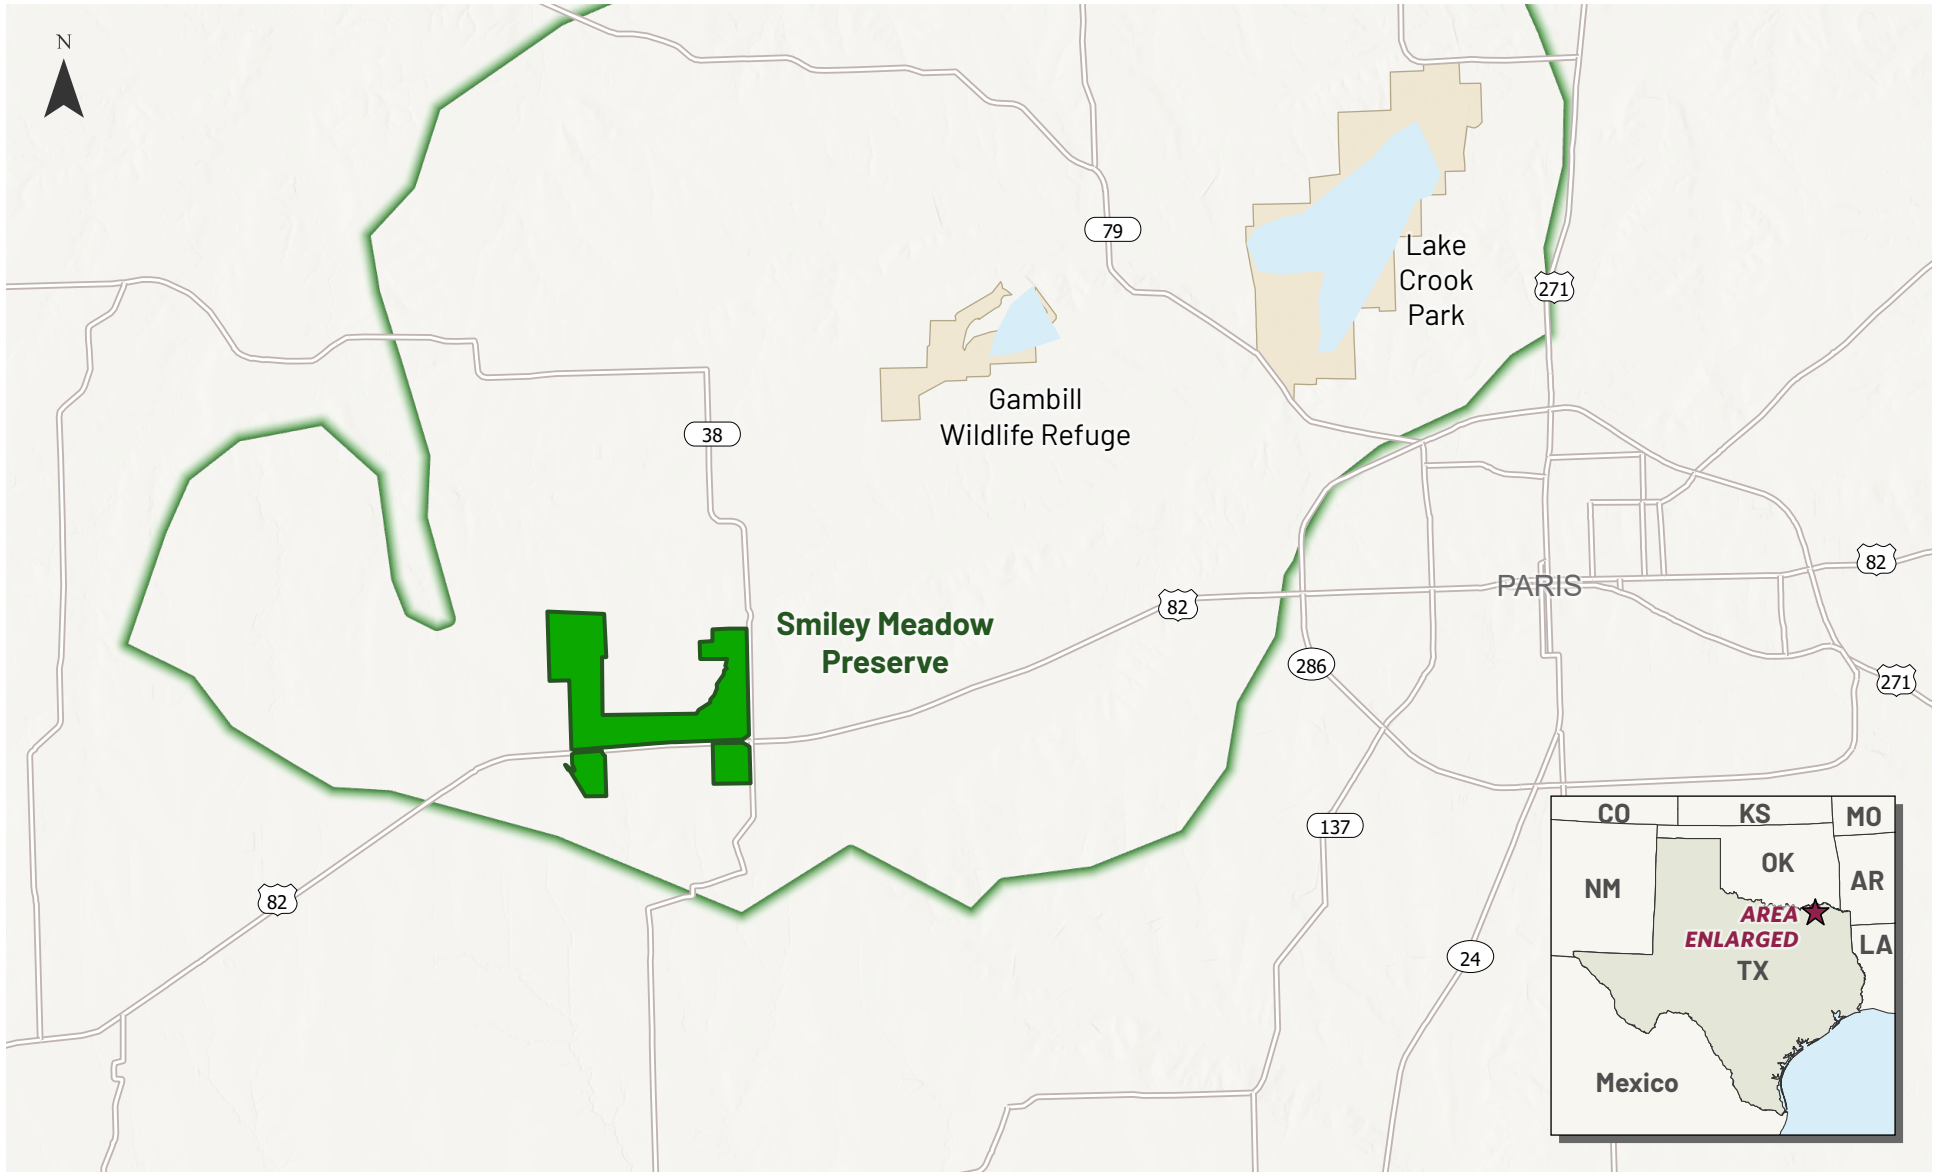 N
79
Lake
Crook
Park
271
Gambill
Wildlife Refuge
38
82
PARIS
82
Smiley Meadow
Preserve
286
271
137
82
24
CO
KS
MO
OK
NM
AR
AREA
ENLARGED
LA
TX
Mexico